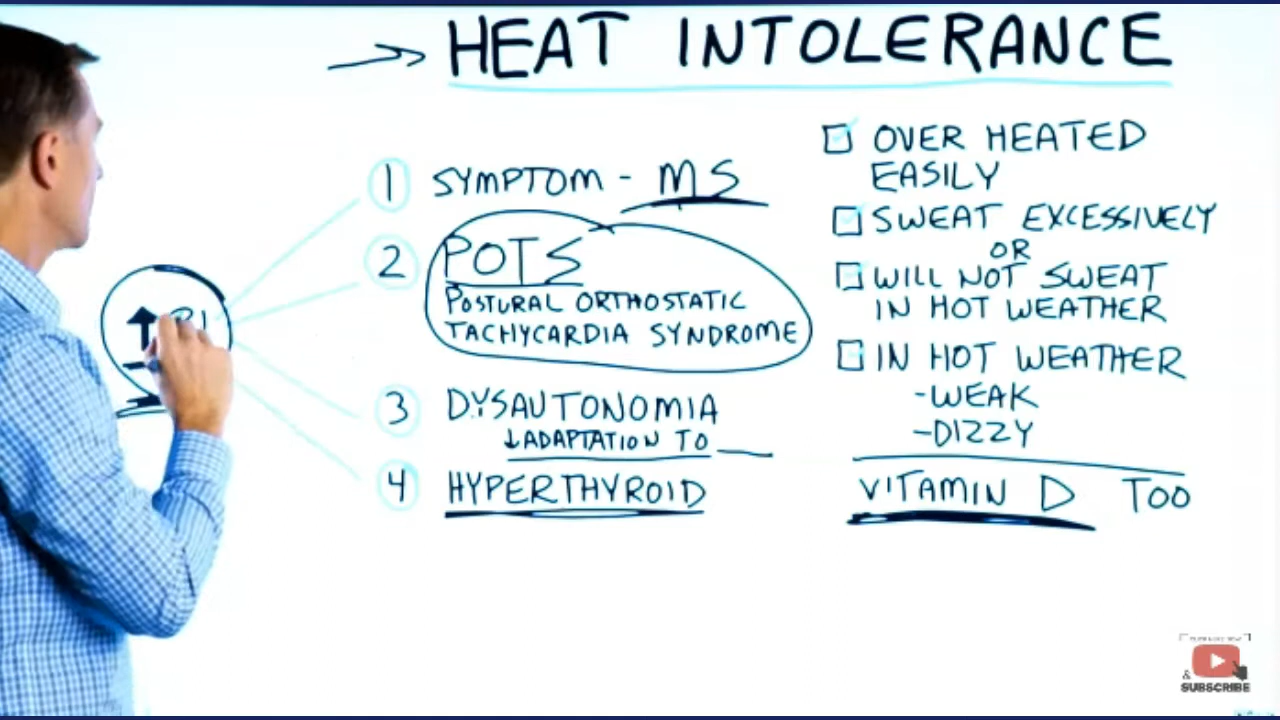 HEAT INTOLERANCE
1 SYMPTOM - MS
2 POTS
POSTURAL ORTHOSTATIC
TACHYCARDIA SYNDROME
3 DYSAUTONOMIA
↓ADAPTATION TO ___
4 HYPERTHYROID
OVER HEATED
EASILY
SWEAT EXCESSIVELY
OR
WILL NOT SWEAT
IN HOT WEATHER
IN HOT WEATHER
-WEAK
-DIZZY
VITAMIN D TOO
&
SUBSCRIBE